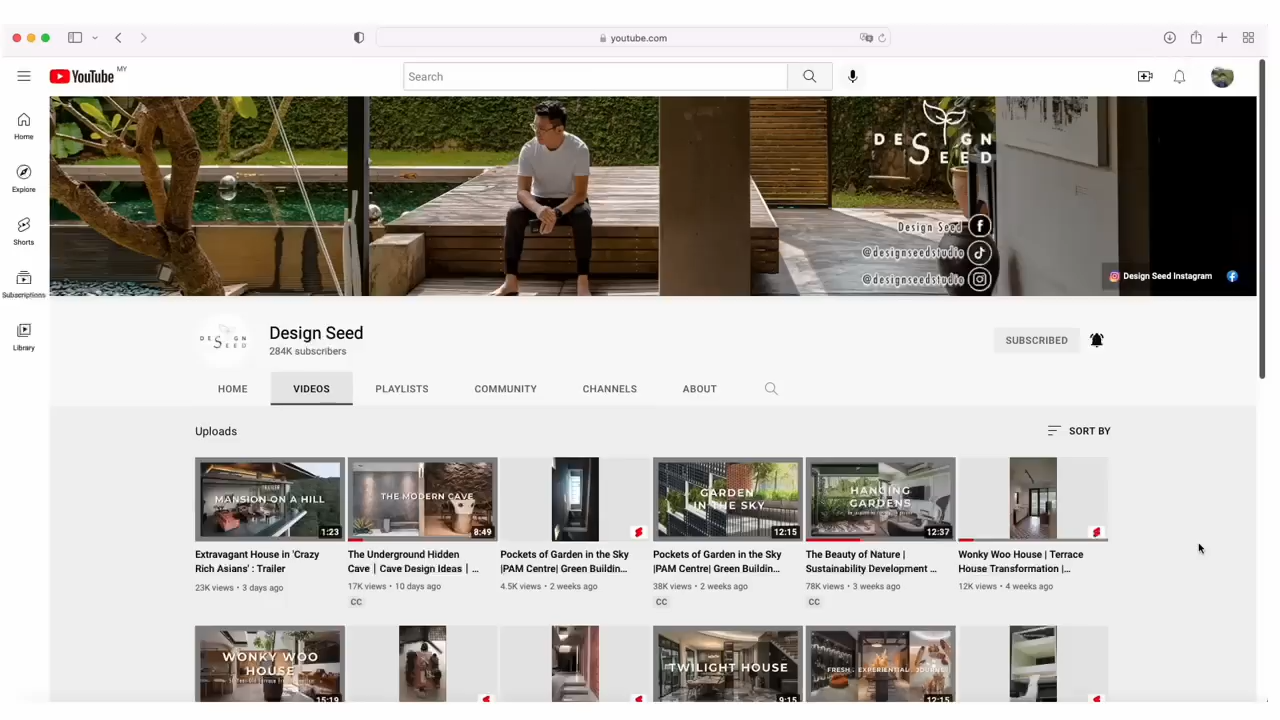 youtube.com
YouTube MY
Search
Home
Explore
Shorts
Subscriptions
Library
DESIGN
SEED
Design Seed
@designseedstudio
@designseedstudio
Design Seed Instagram
DESIGN
SEED
Design Seed
284K subscribers
SUBSCRIBED
HOME
VIDEOS
PLAYLISTS
COMMUNITY
CHANNELS
ABOUT
Uploads
SORT BY
TRAILER
MANSION ON A HILL
1:23
THE MODERN CAVE
8:49
GARDEN
IN THE SKY
12:15
HANGING
GARDENS
12:37
Extravagant House in 'Crazy
Rich Asians' : Trailer
23K views • 3 days ago
The Underground Hidden
Cave | Cave Design Ideas | ...
17K views • 10 days ago
CC
Pockets of Garden in the Sky
|PAM Centre| Green Buildin...
4.5K views • 2 weeks ago
Pockets of Garden in the Sky
|PAM Centre| Green Buildin...
38K views • 2 weeks ago
CC
The Beauty of Nature |
Sustainability Development ...
78K views • 3 weeks ago
CC
Wonky Woo House | Terrace
House Transformation |...
12K views • 4 weeks ago
WONKY WOO
HOUSE
15:19
TWILIGHT HOUSE
9:15
FRESH . EXPERIENTIAL .
12:15